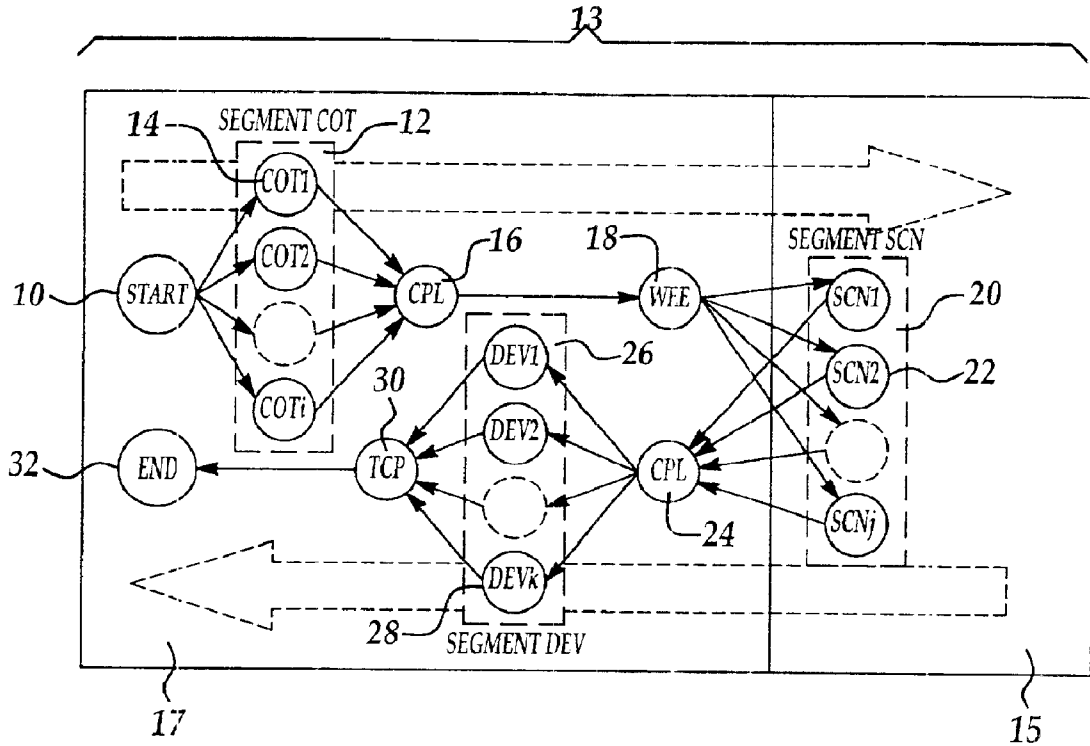 13
SEGMENT COT
12
14
COT1
16
18
SEGMENT SCN
10
START
COT2
CPL
WEE
SCN1
20
DEV1
26
SCN2
22
COTi
30
DEV2
32
END
TCP
CPL
24
SCNj
DEVk
28
SEGMENT DEV
17
15